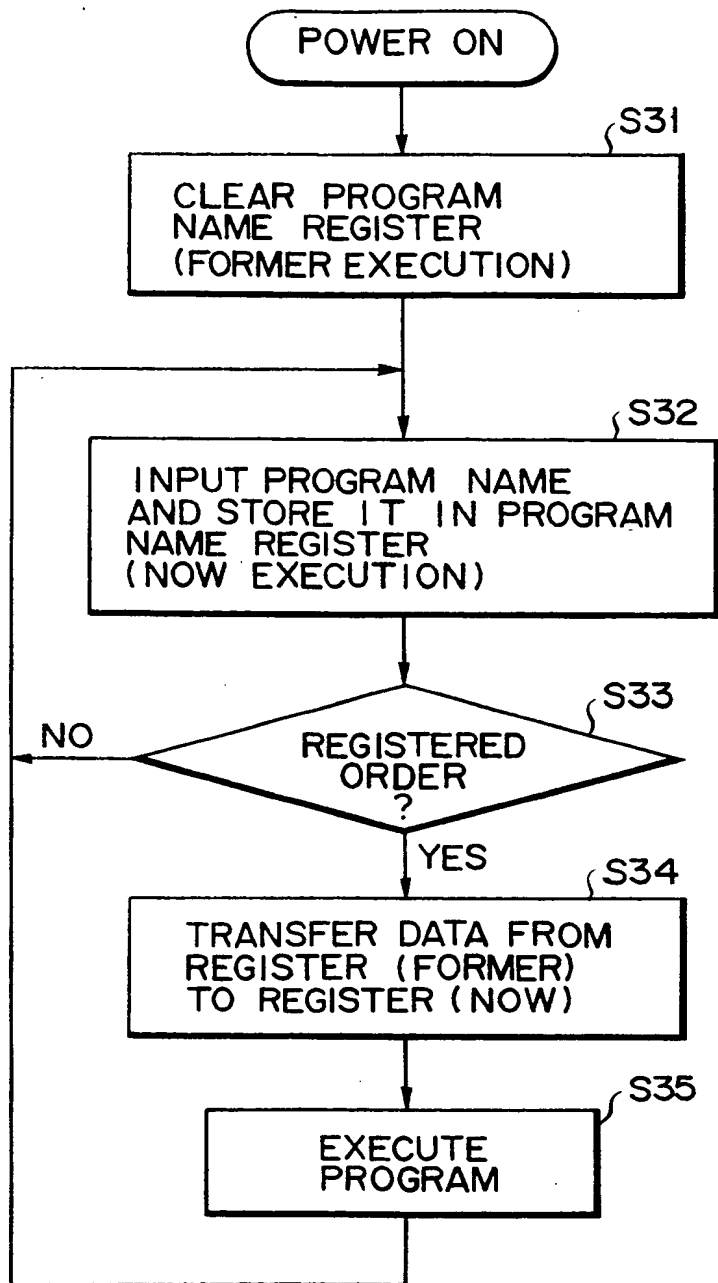 POWER ON
S31
CLEAR PROGRAM
NAME REGISTER
(FORMER EXECUTION)
S32
INPUT PROGRAM NAME
AND STORE IT IN PROGRAM
NAME REGISTER
(NOW EXECUTION)
S33
NO
REGISTERED
ORDER
?
YES
S34
TRANSFER DATA FROM
REGISTER (FORMER)
TO REGISTER (NOW)
S35
EXECUTE
PROGRAM